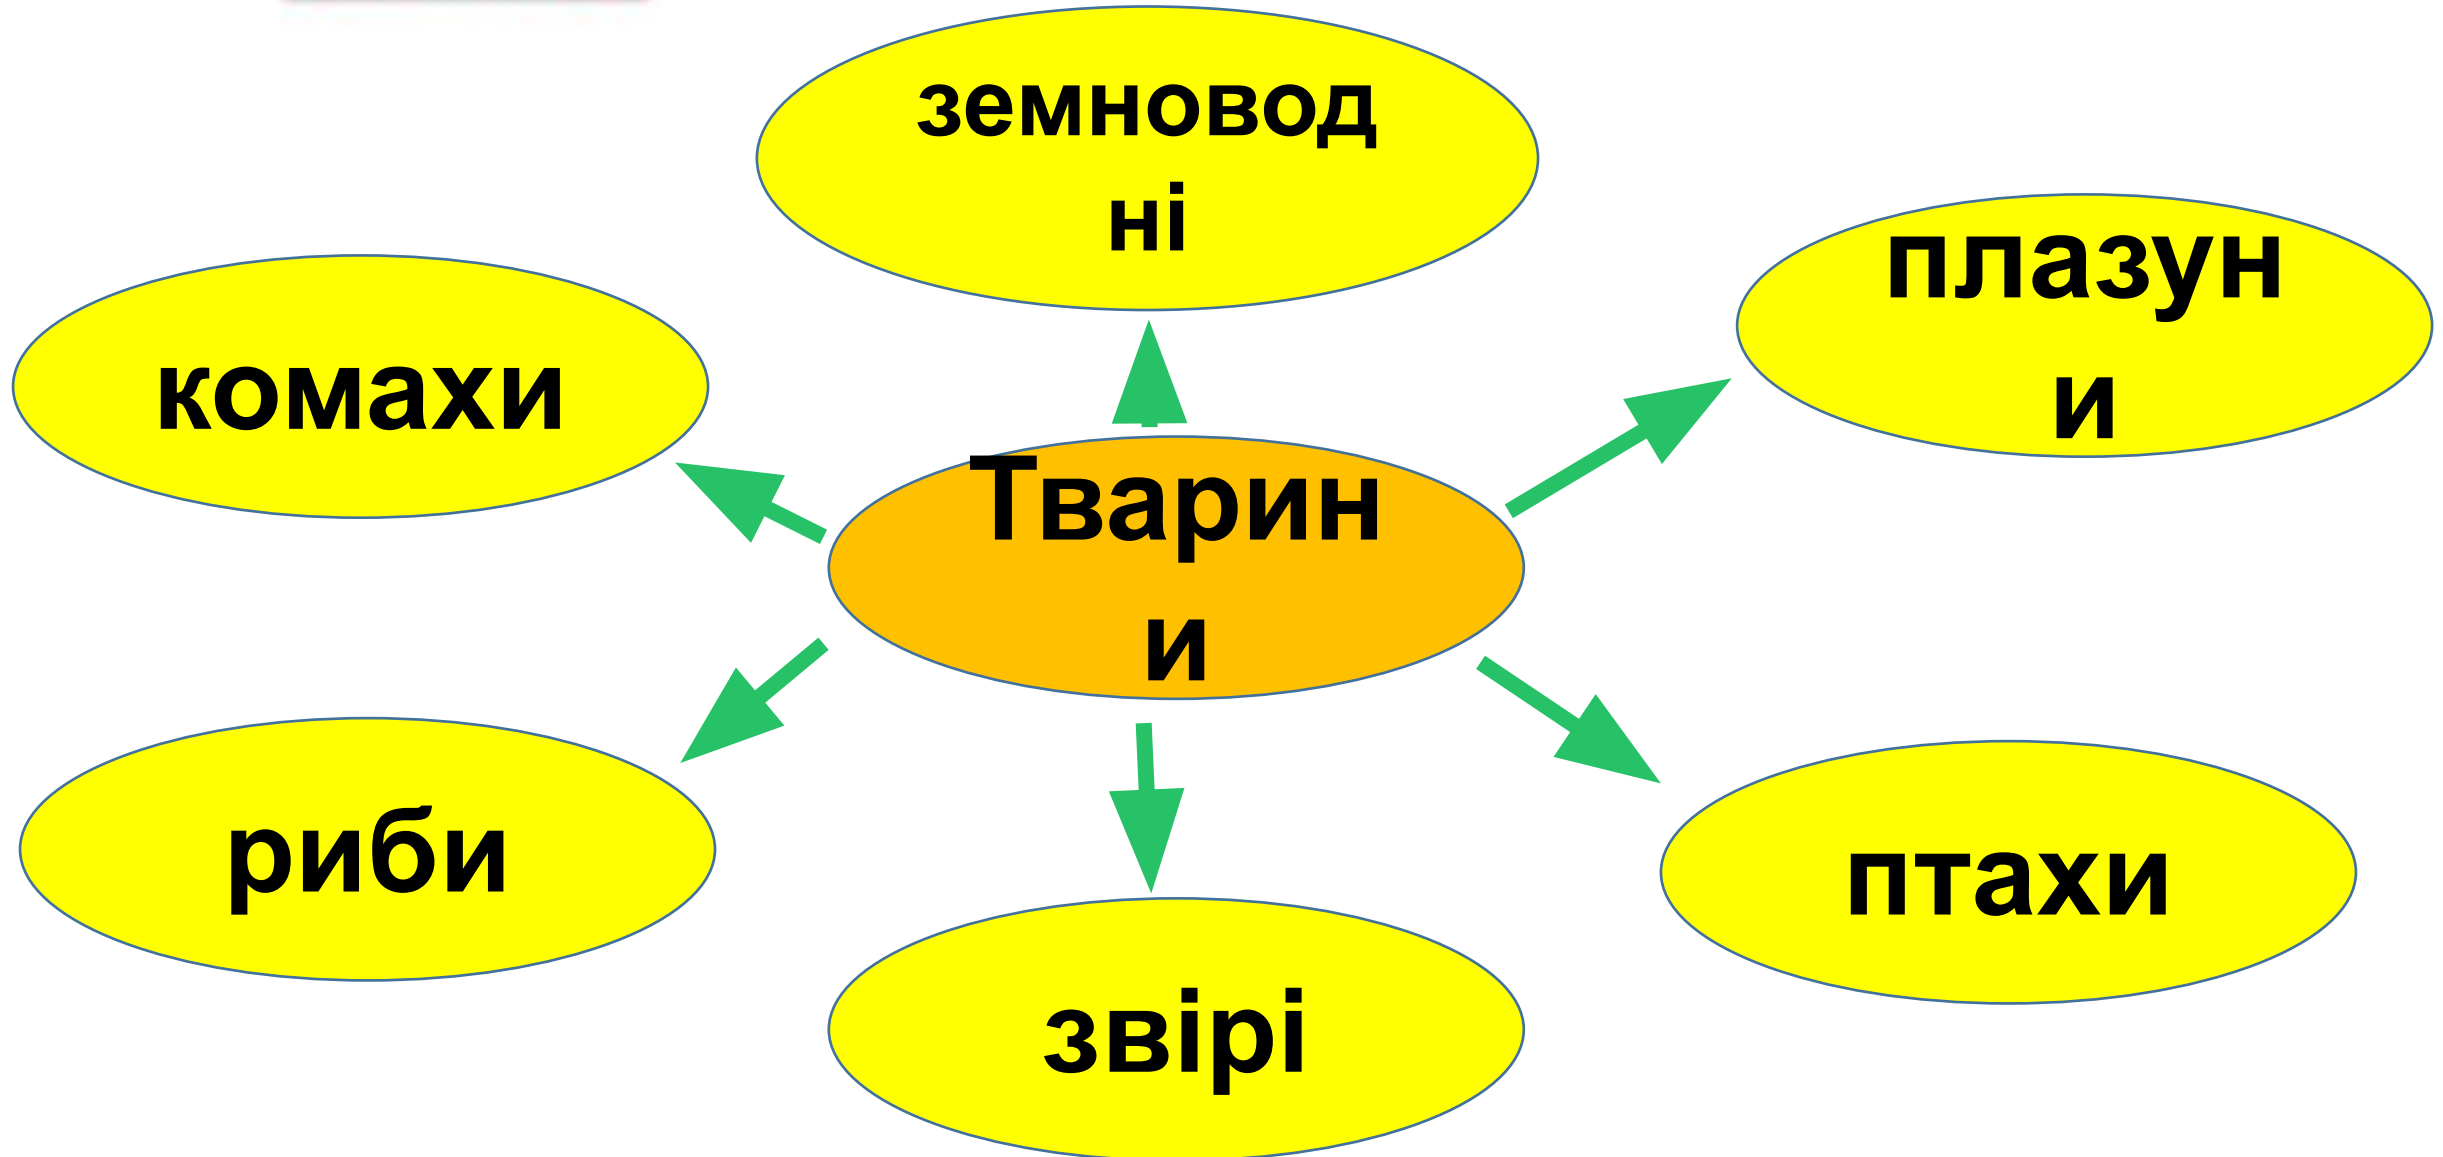 земновод
ні
плазун
и
комахи
Тварин
и
риби
птахи
звірі